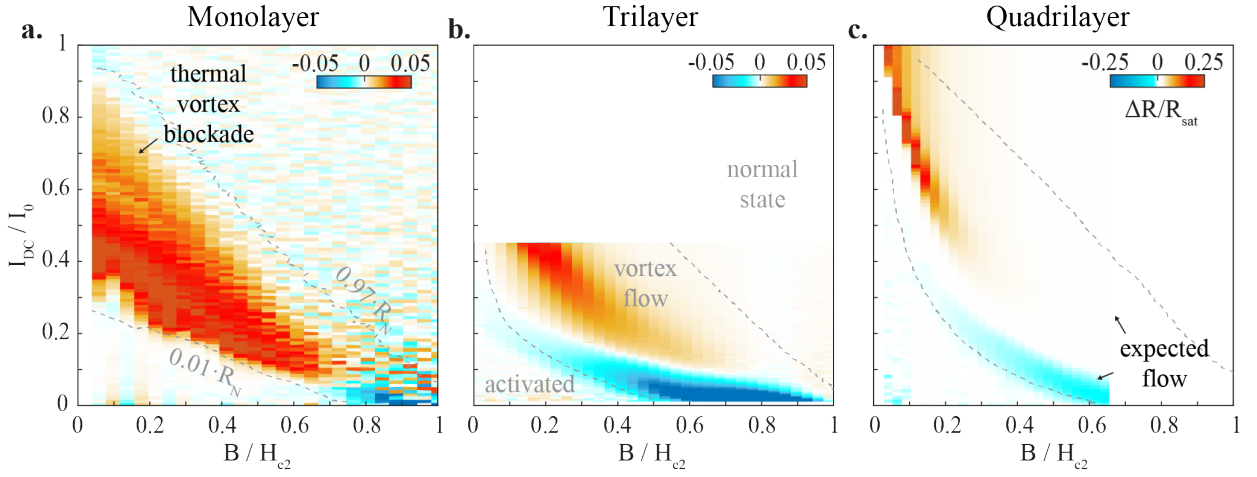 Monolayer
Trilayer
Quadrilayer
a.
b.
c.
1
0.8
0.6
0.4
0.2
0
I_DC / I_0
-0.05 0 0.05
thermal
vortex
blockade
0.97·R_N
0.01·R_N
0 0.2 0.4 0.6 0.8 1
B / H_c2
-0.05 0 0.05
normal
state
vortex
flow
activated
0 0.2 0.4 0.6 0.8 1
B / H_c2
-0.25 0 0.25
ΔR/R_sat
expected
flow
0 0.2 0.4 0.6 0.8 1
B / H_c2